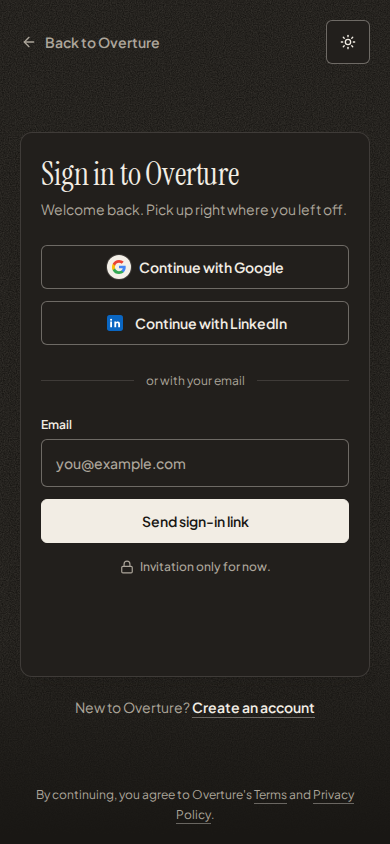 Back to Overture
Sign in to Overture
Welcome back. Pick up right where you left off.
Continue with Google
Continue with LinkedIn
or with your email
Email
you@example.com
Send sign-in link
Invitation only for now.
New to Overture? Create an account
By continuing, you agree to Overture's Terms and Privacy
Policy.